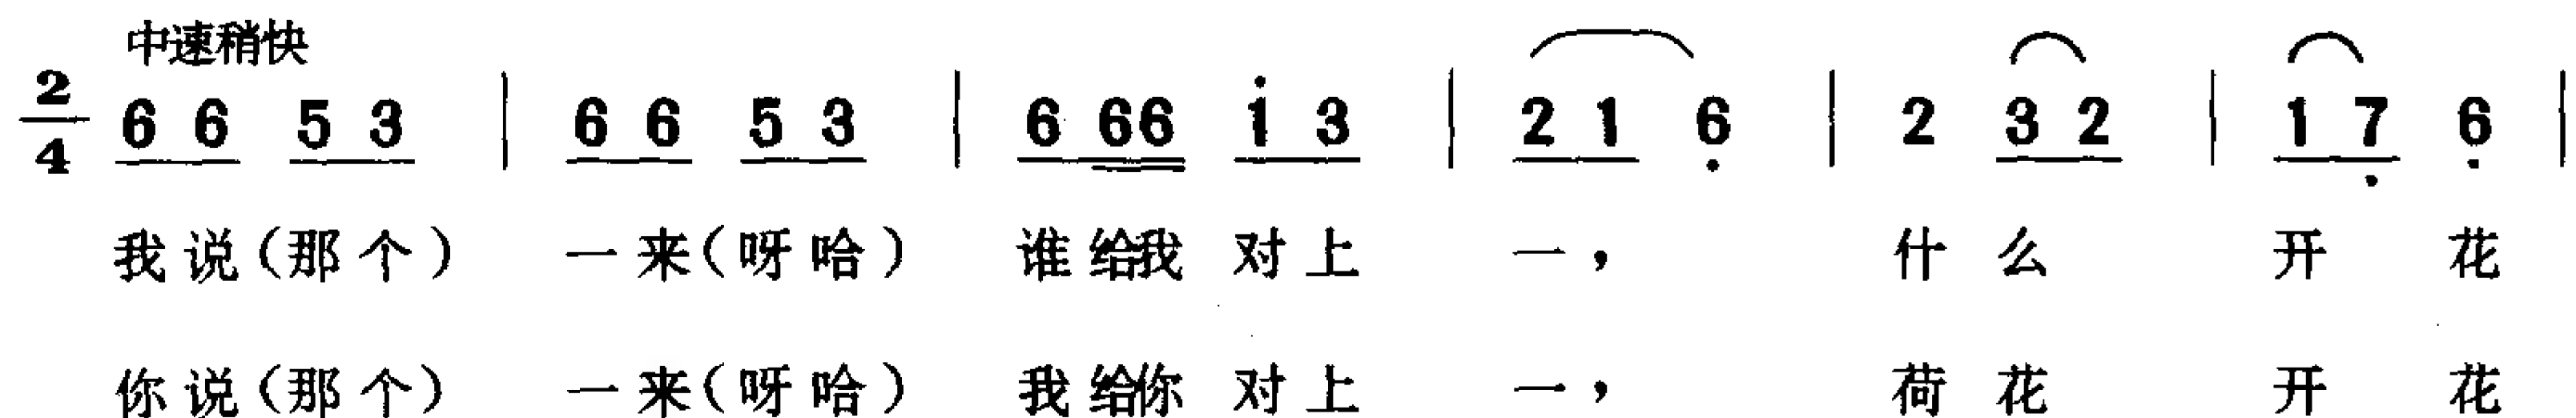 中速稍快
2/4 6 6 5 3 | 6 6 5 3 | 6 66 i 3 | 2 1 6̣ | 2 3 2 | 1 7̣ 6̣ |
我说(那个) 一来(呀哈) 谁给我对上 一， 什么 开 花
你说(那个) 一来(呀哈) 我给你对上 一， 荷花 开 花